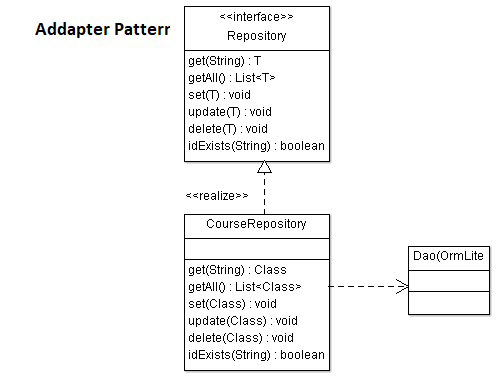 Addapter Patterr
<<interface>>
Repository
get(String) : T
getAll() : List<T>
set(T) : void
update(T) : void
delete(T) : void
idExists(String) : boolean
<<realize>>
CourseRepository
get(String) : Class
getAll() : List<Class>
set(Class) : void
update(Class) : void
delete(Class) : void
idExists(String) : boolean
Dao(OrmLite